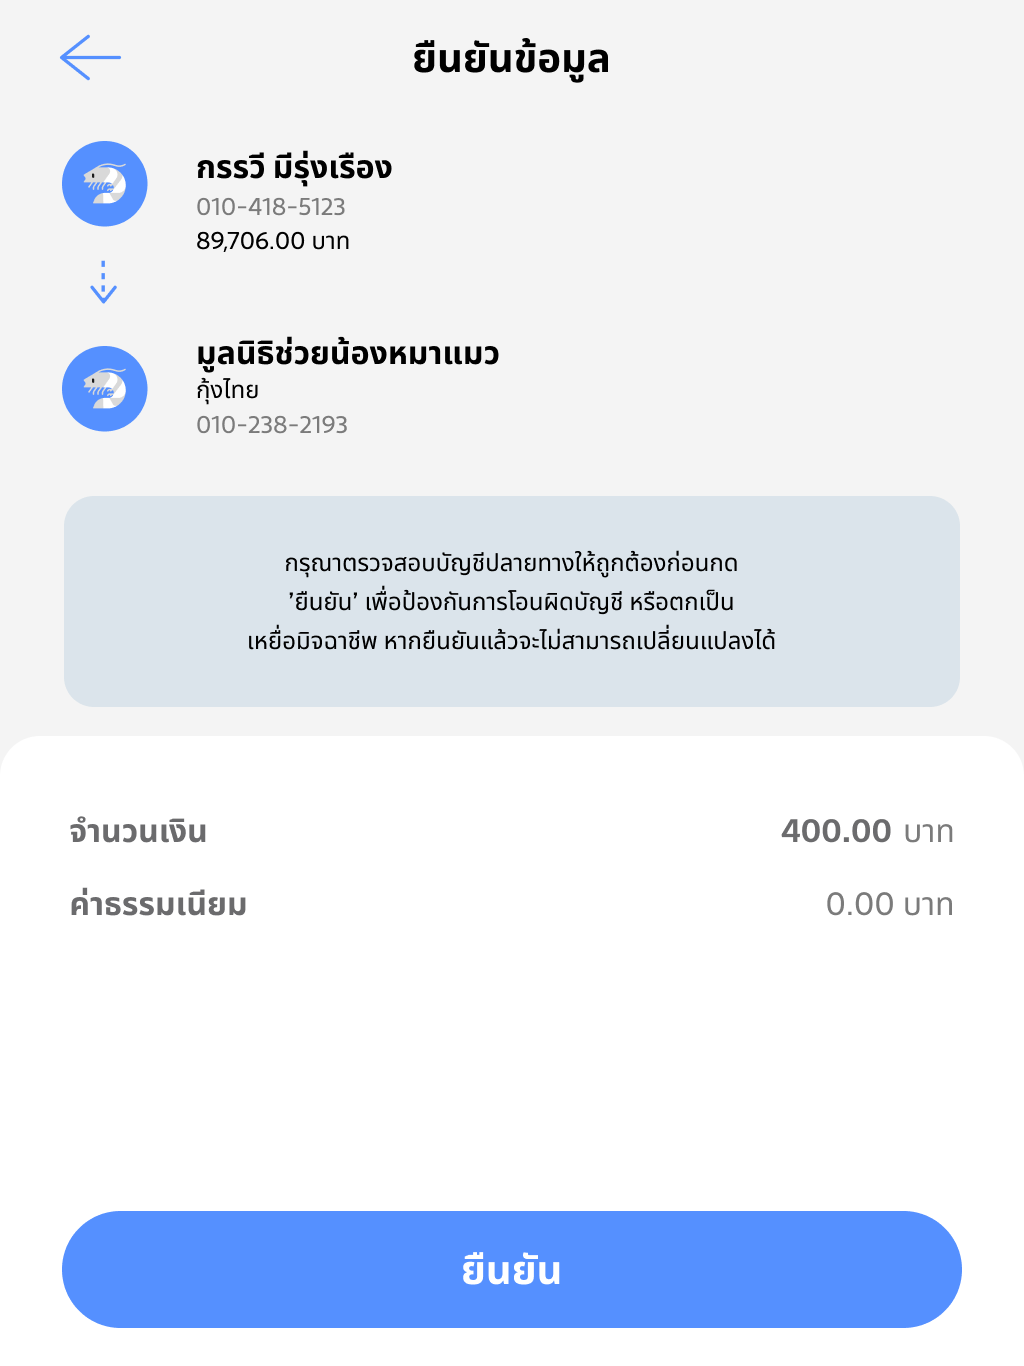 ยืนยันข้อมูล
กรรวี มีรุ่งเรือง
010-418-5123
89,706.00 บาท
มูลนิธิช่วยน้องหมาแมว
กุ้งไทย
010-238-2193
กรุณาตรวจสอบบัญชีปลายทางให้ถูกต้องก่อนกด
’ยืนยัน’ เพื่อป้องกันการโอนผิดบัญชี หรือตกเป็น
เหยื่อมิจฉาชีพ หากยืนยันแล้วจะไม่สามารถเปลี่ยนแปลงได้
จำนวนเงิน 400.00 บาท
ค่าธรรมเนียม 0.00 บาท
ยืนยัน